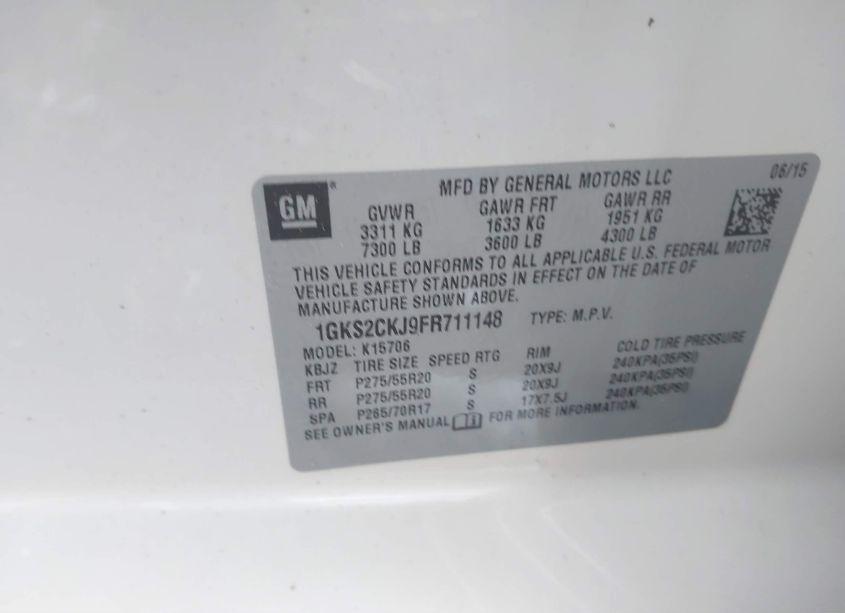 GM®
MFD BY GENERAL MOTORS LLC 06/15
GVWR GAWR FRT GAWR RR
3311 KG 1633 KG 1951 KG
7300 LB 3600 LB 4300 LB
THIS VEHICLE CONFORMS TO ALL APPLICABLE U.S. FEDERAL MOTOR
VEHICLE SAFETY STANDARDS IN EFFECT ON THE DATE OF
MANUFACTURE SHOWN ABOVE.
1GKS2CKJ9FR711148 TYPE: M.P.V.
MODEL: K15706
KBJZ TIRE SIZE SPEED RTG RIM COLD TIRE PRESSURE
FRT P275/55R20 S 20X9J 240KPA(35PSI)
RR P275/55R20 S 20X9J 240KPA(35PSI)
SPA P265/70R17 S 17X7.5J 240KPA(35PSI)
SEE OWNER'S MANUAL FOR MORE INFORMATION.